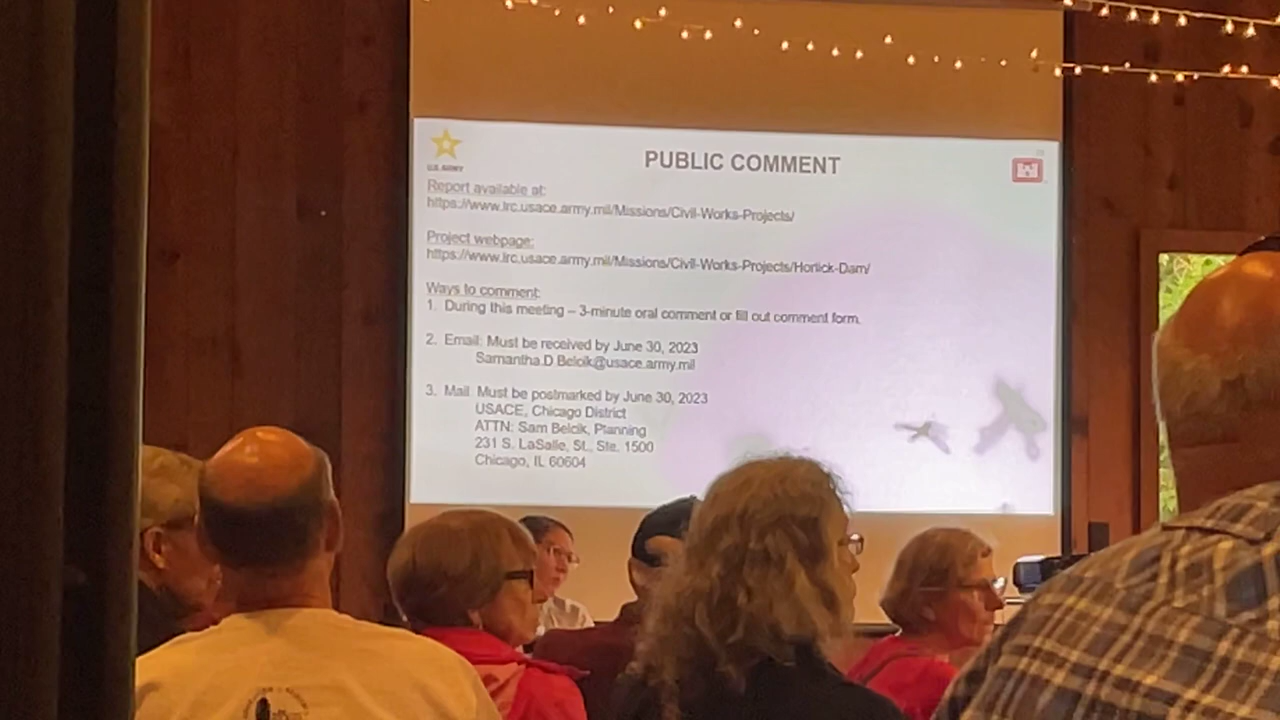 PUBLIC COMMENT
U.S. ARMY
Report available at:
https://www.lrc.usace.army.mil/Missions/Civil-Works-Projects/
Project webpage:
https://www.lrc.usace.army.mil/Missions/Civil-Works-Projects/Horlick-Dam/
Ways to comment:
1. During this meeting – 3-minute oral comment or fill out comment form.
2. Email: Must be received by June 30, 2023
Samantha.D.Belcik@usace.army.mil
3. Mail: Must be postmarked by June 30, 2023
USACE, Chicago District
ATTN: Sam Belcik, Planning
231 S. LaSalle, St., Ste. 1500
Chicago, IL 60604